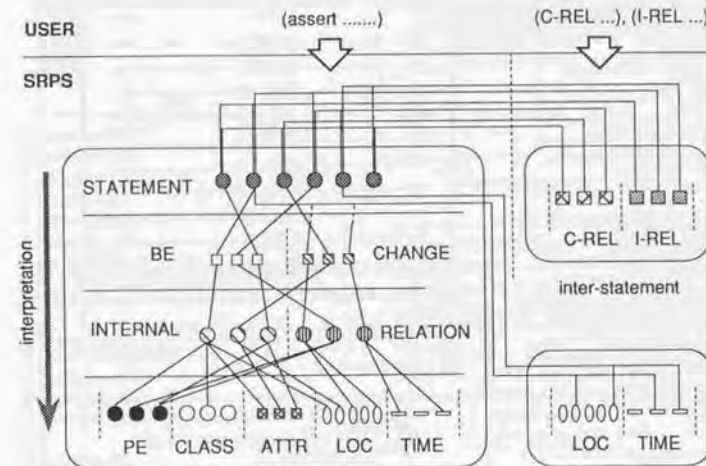 (assert .......)
(C-REL ...), (I-REL ...)
USER
SRPS
STATEMENT
BE
CHANGE
C-REL
I-REL
interpretation
inter-statement
INTERNAL
RELATION
PE
CLASS
ATTR
LOC
TIME
LOC
TIME